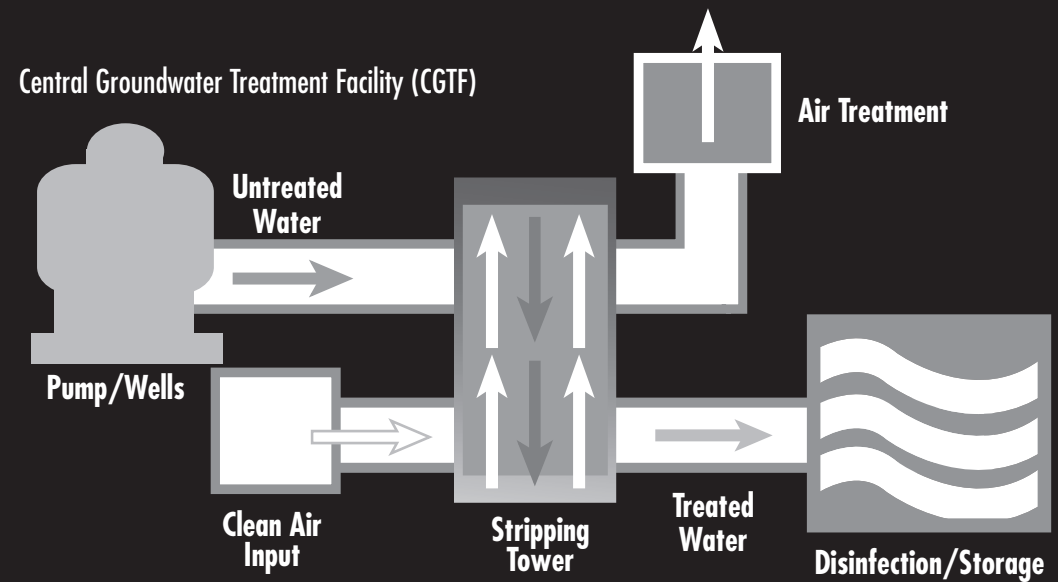 Central Groundwater Treatment Facility (CGTF)
Air Treatment
Untreated
Water
Pump/Wells
Clean Air
Input
Stripping
Tower
Treated
Water
Disinfection/Storage